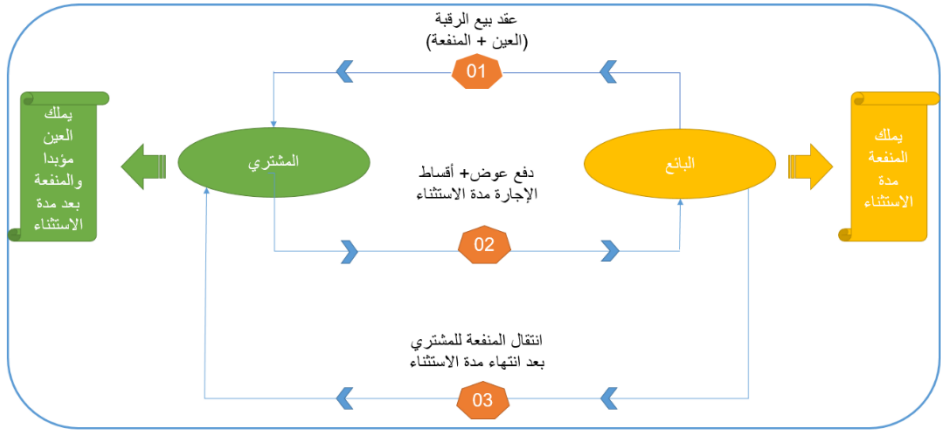 عقد بيع الرقبة
(العين + المنفعة)
01
يملك
المنفعة
مدة
الاستثناء
البائع
المشتري
يملك
العين
مؤبدا
والمنفعة
بعد مدة
الاستثناء
دفع عوض+ أقساط
الإجارة مدة الاستثناء
02
انتقال المنفعة للمشتري
بعد انتهاء مدة الاستثناء
03